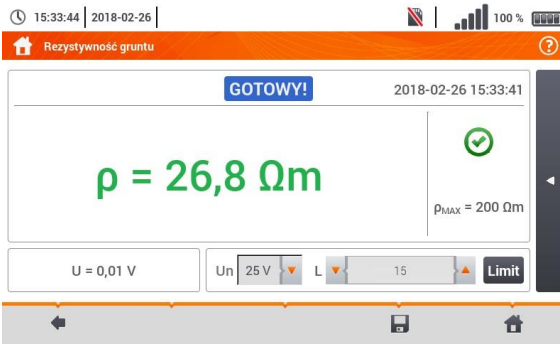 15:33:44 2018-02-26 100 %
Rezystywność gruntu ?
GOTOWY! 2018-02-26 15:33:41
ρ = 26,8 Ωm
ρMAX = 200 Ωm
U = 0,01 V Un 25 V L 15 Limit